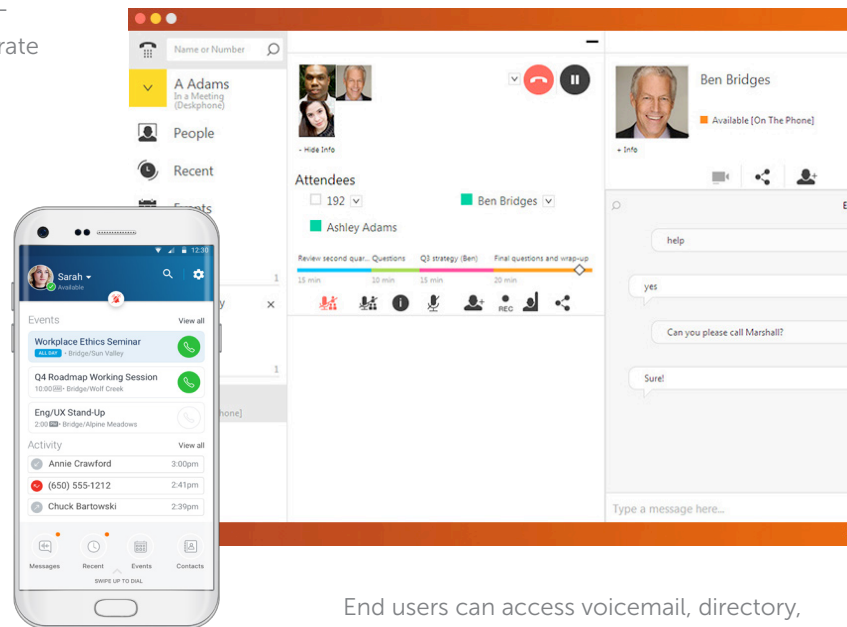 rate
Name or Number
A Adams
In a Meeting
(Deskphone)
People
Recent
Events
1
y
1
hone]
- Hide Info
Attendees
192
Ben Bridges
Ashley Adams
Review second quar... Questions Q3 strategy (Ben) Final questions and wrap-up
15 min 10 min 15 min 20 min
REC
Ben Bridges
Available [On The Phone]
+ Info
help
yes
Can you please call Marshall?
Sure!
Type a message here...
12:30
Sarah
Available
Events View all
Workplace Ethics Seminar
ALL DAY • Bridge/Sun Valley
Q4 Roadmap Working Session
10:00 AM • Bridge/Wolf Creek
Eng/UX Stand-Up
2:00 PM • Bridge/Alpine Meadows
Activity View all
Annie Crawford 3:00pm
(650) 555-1212 2:41pm
Chuck Bartowski 2:39pm
Messages Recent Events Contacts
SWIPE UP TO DIAL
End users can access voicemail, directory,